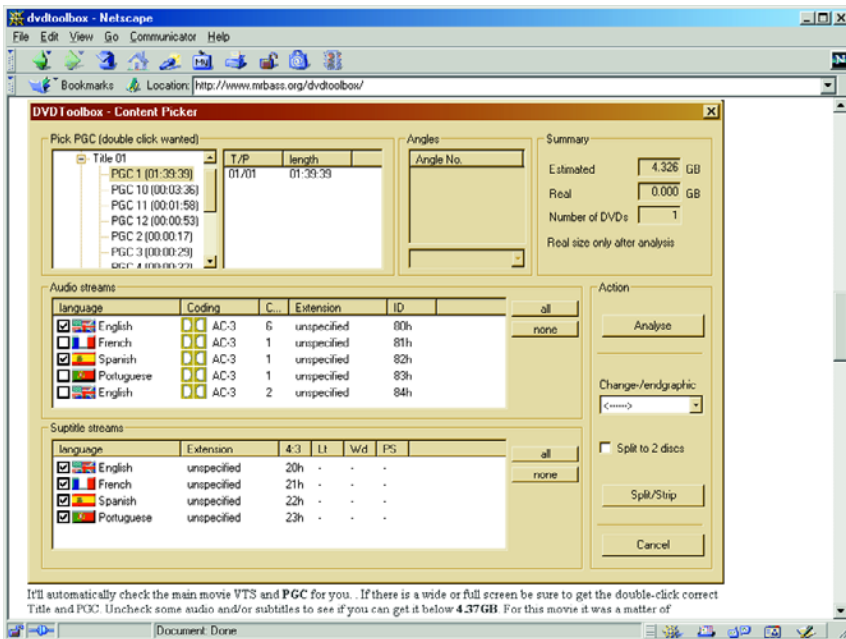 dvdtoolbox - Netscape
File Edit View Go Communicator Help
Bookmarks Location: http://www.mrbass.org/dvdtoolbox/
DVDToolbox - Content Picker
Pick PGC (double click wanted)
Title 01
PGC 1 (01:39:39)
PGC 10 (00:03:36)
PGC 11 (00:01:58)
PGC 12 (00:00:53)
PGC 2 (00:00:17)
PGC 3 (00:00:29)
PGC 4 (00:00:27)
T/P length
01/01 01:39:39
Angles
Angle No.
Summary
Estimated 4.326 GB
Real 0.000 GB
Number of DVDs 1
Real size only after analysis
Audio streams
language Coding C... Extension ID
English AC-3 6 unspecified 80h
French AC-3 1 unspecified 81h
Spanish AC-3 1 unspecified 82h
Portuguese AC-3 1 unspecified 83h
English AC-3 2 unspecified 84h
all
none
Action
Analyse
Change-/endgraphic
<------>
Split to 2 discs
Split/Strip
Cancel
Suptitle streams
language Extension 4:3 Lt Wd PS
English unspecified 20h - - -
French unspecified 21h - - -
Spanish unspecified 22h - - -
Portuguese unspecified 23h - - -
all
none
It'll automatically check the main movie VTS and PGC for you. . If there is a wide or full screen be sure to get the double-click correct
Title and PGC. Uncheck some audio and/or subtitles to see if you can get it below 4.37GB. For this movie it was a matter of
Document: Done